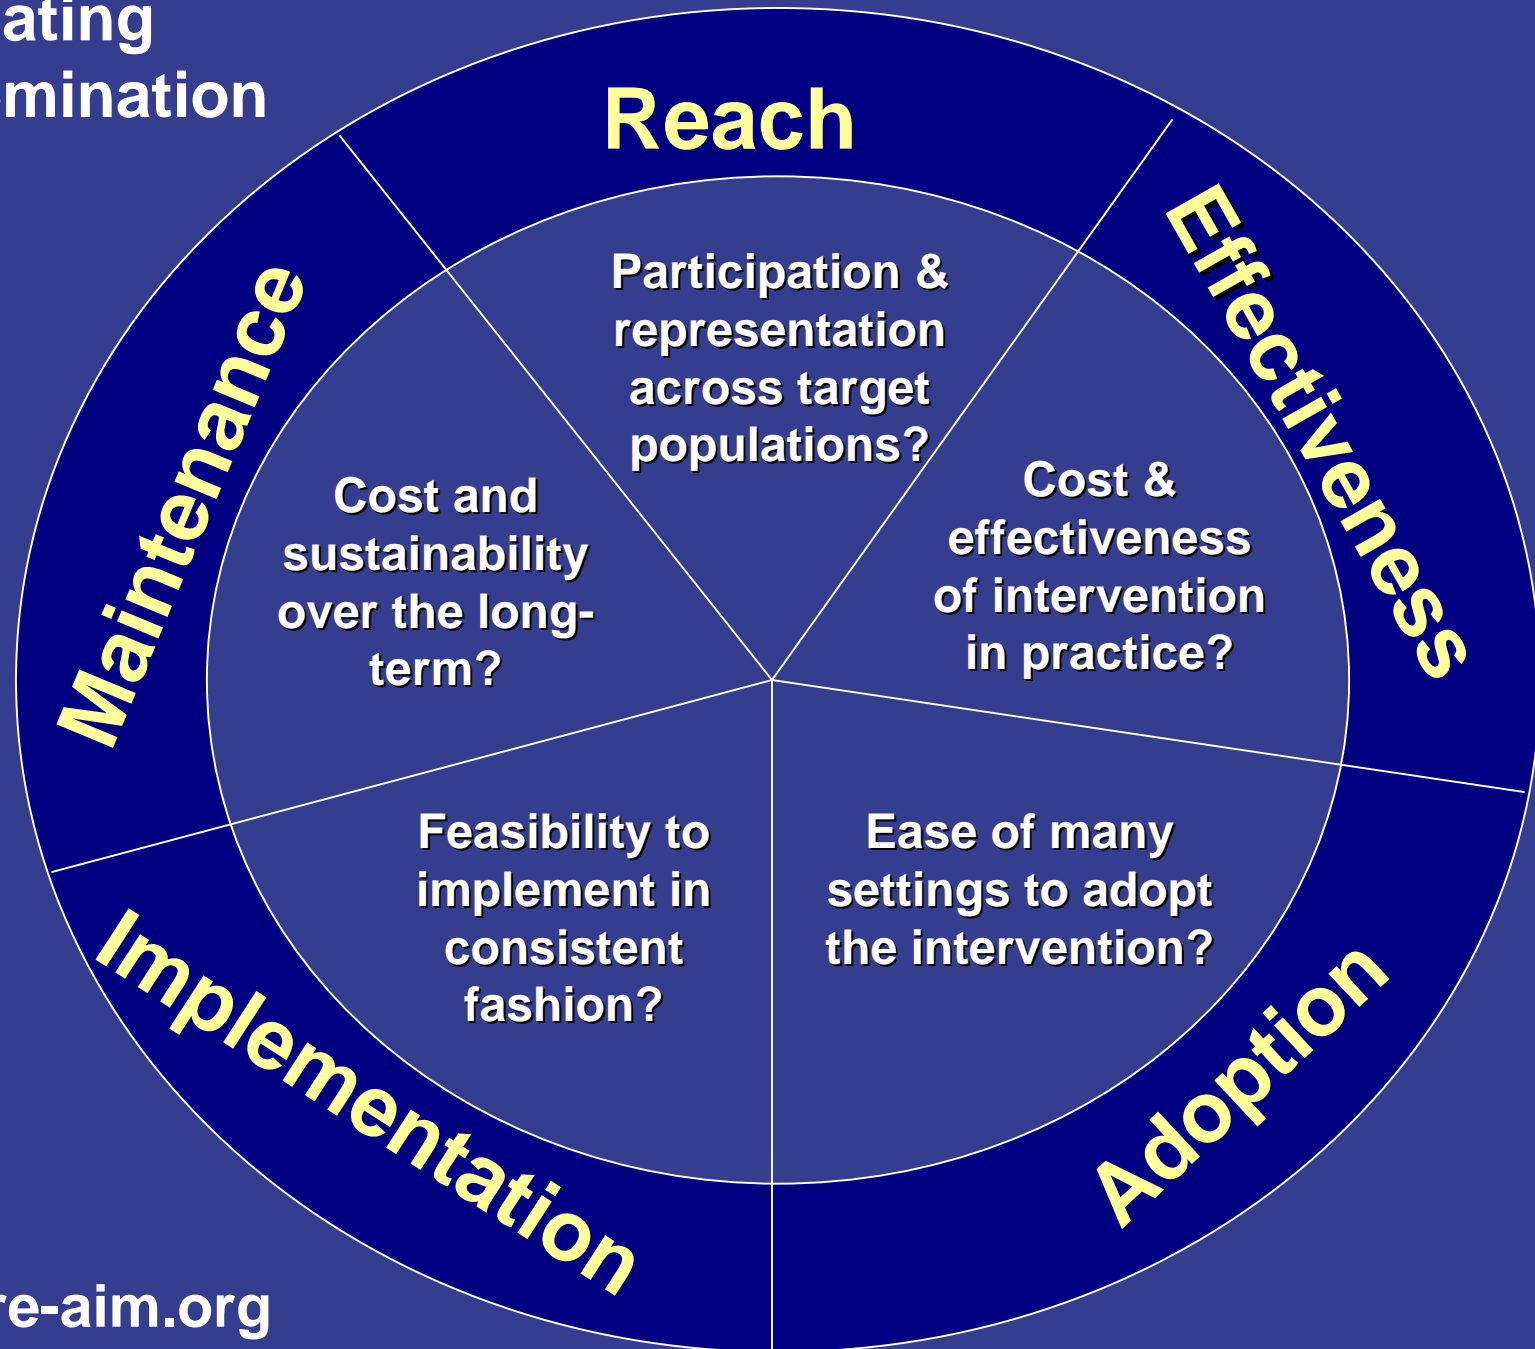 ating
mination
Reach
Participation &
representation
across target
populations?
Effectiveness
Cost &
effectiveness
of intervention
in practice?
Adoption
Ease of many
settings to adopt
the intervention?
Implementation
Feasibility to
implement in
consistent
fashion?
Maintenance
Cost and
sustainability
over the long-
term?
re-aim.org